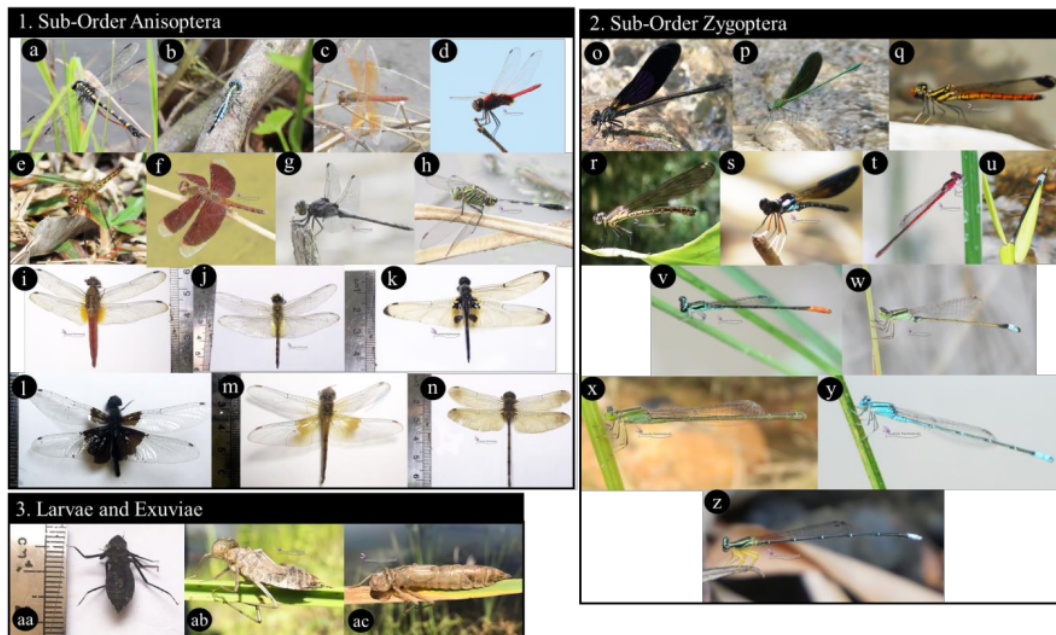 1. Sub-Order Anisoptera
a
b
c
d
e
f
g
h
i
j
k
l
m
n
2. Sub-Order Zygoptera
o
p
q
r
s
t
u
v
w
x
y
z
3. Larvae and Exuviae
aa
ab
ac